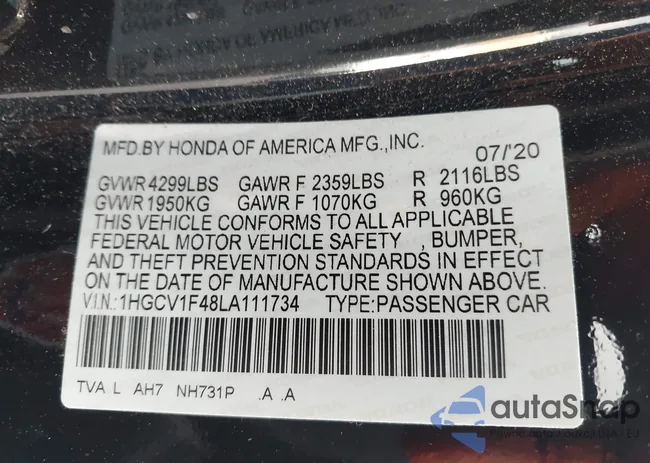 MFD.BY HONDA OF AMERICA MFG.,INC. 07/'20
GVWR 4299LBS GAWR F 2359LBS R 2116LBS
GVWR 1950KG GAWR F 1070KG R 960KG
THIS VEHICLE CONFORMS TO ALL APPLICABLE
FEDERAL MOTOR VEHICLE SAFETY , BUMPER,
AND THEFT PREVENTION STANDARDS IN EFFECT
ON THE DATE OF MANUFACTURE SHOWN ABOVE.
V.I.N.:1HGCV1F48LA111734 TYPE:PASSENGER CAR
TVA L AH7 NH731P .A .A
autoSnap